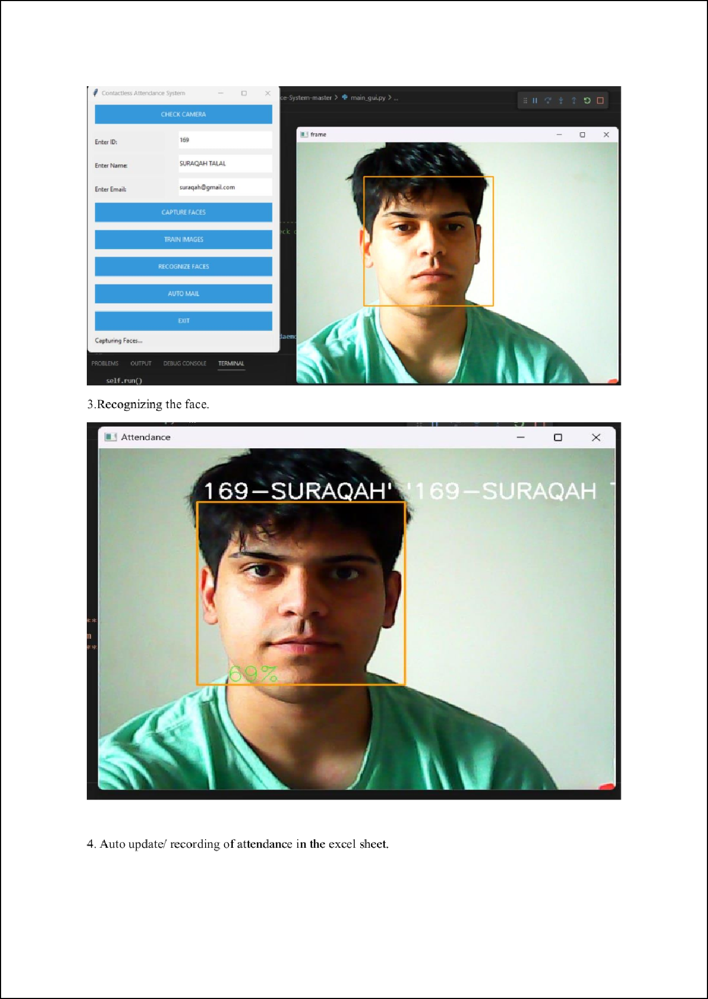 Contactless Attendance System
ce-System-master > main_gui.py > ...
CHECK CAMERA
frame
Enter ID:
169
Enter Name:
SURAQAH TALAL
Enter Email:
suraqah@gmail.com
CAPTURE FACES
eck c
TRAIN IMAGES
RECOGNIZE FACES
AUTO MAIL
EXIT
daemo
Capturing Faces...
PROBLEMS OUTPUT DEBUG CONSOLE TERMINAL
self.run()
3.Recognizing the face.
Attendance
169-SURAQAH' '169-SURAQAH
**
m
**
69%
4. Auto update/ recording of attendance in the excel sheet.